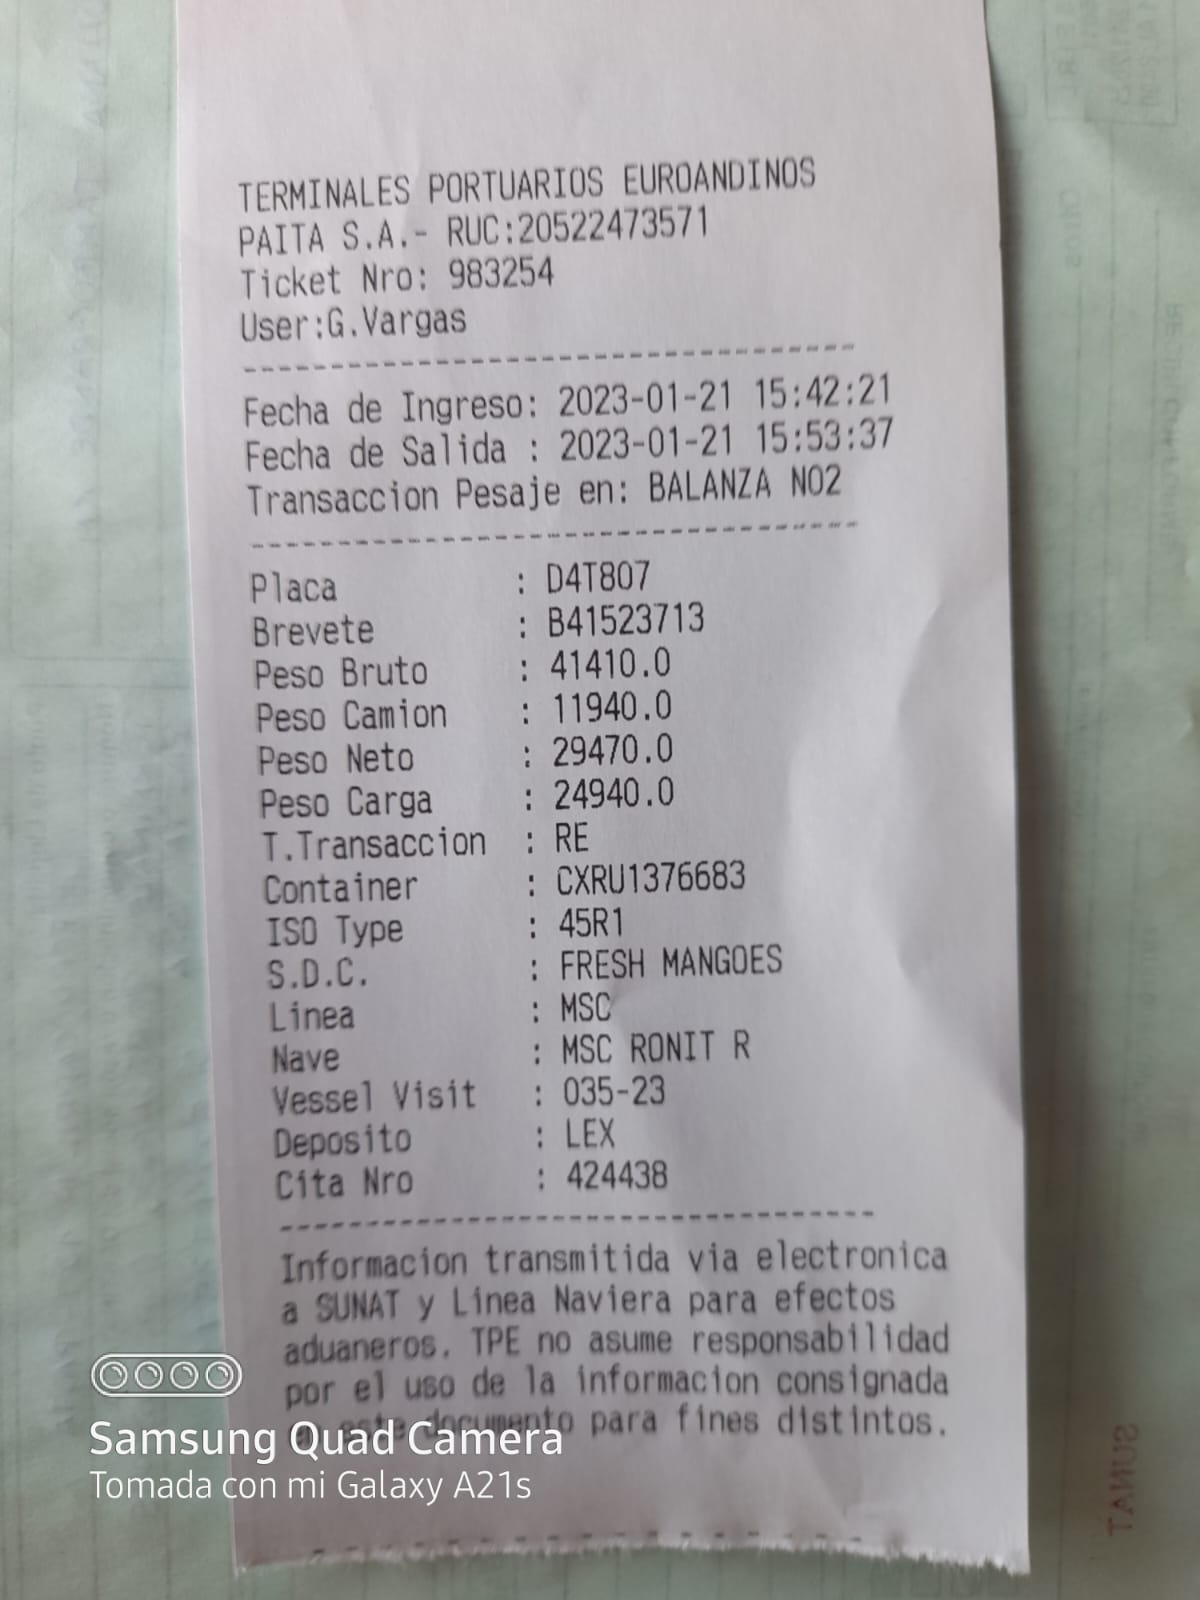 TERMINALES PORTUARIOS EUROANDINOS
PAITA S.A.- RUC:20522473571
Ticket Nro: 983254
User:G.Vargas
Fecha de Ingreso: 2023-01-21 15:42:21
Fecha de Salida : 2023-01-21 15:53:37
Transaccion Pesaje en: BALANZA NO2
Placa : D4T807
Brevete : B41523713
Peso Bruto : 41410.0
Peso Camion : 11940.0
Peso Neto : 29470.0
Peso Carga : 24940.0
T.Transaccion : RE
Container : CXRU1376683
ISO Type : 45R1
S.D.C. : FRESH MANGOES
Linea : MSC
Nave : MSC RONIT R
Vessel Visit : 035-23
Deposito : LEX
Cita Nro : 424438
Informacion transmitida via electronica
a SUNAT y Linea Naviera para efectos
aduaneros. TPE no asume responsabilidad
por el uso de la informacion consignada
en este documento para fines distintos.
Samsung Quad Camera
Tomada con mi Galaxy A21s
SUNAT